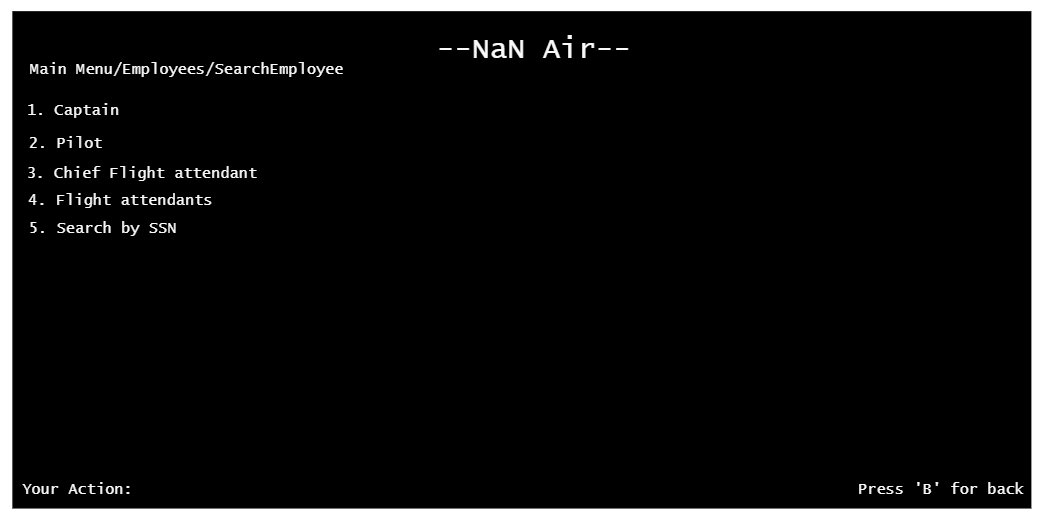 --NaN Air--
Main Menu/Employees/SearchEmployee
1. Captain
2. Pilot
3. Chief Flight attendant
4. Flight attendants
5. Search by SSN
Your Action:
Press 'B' for back